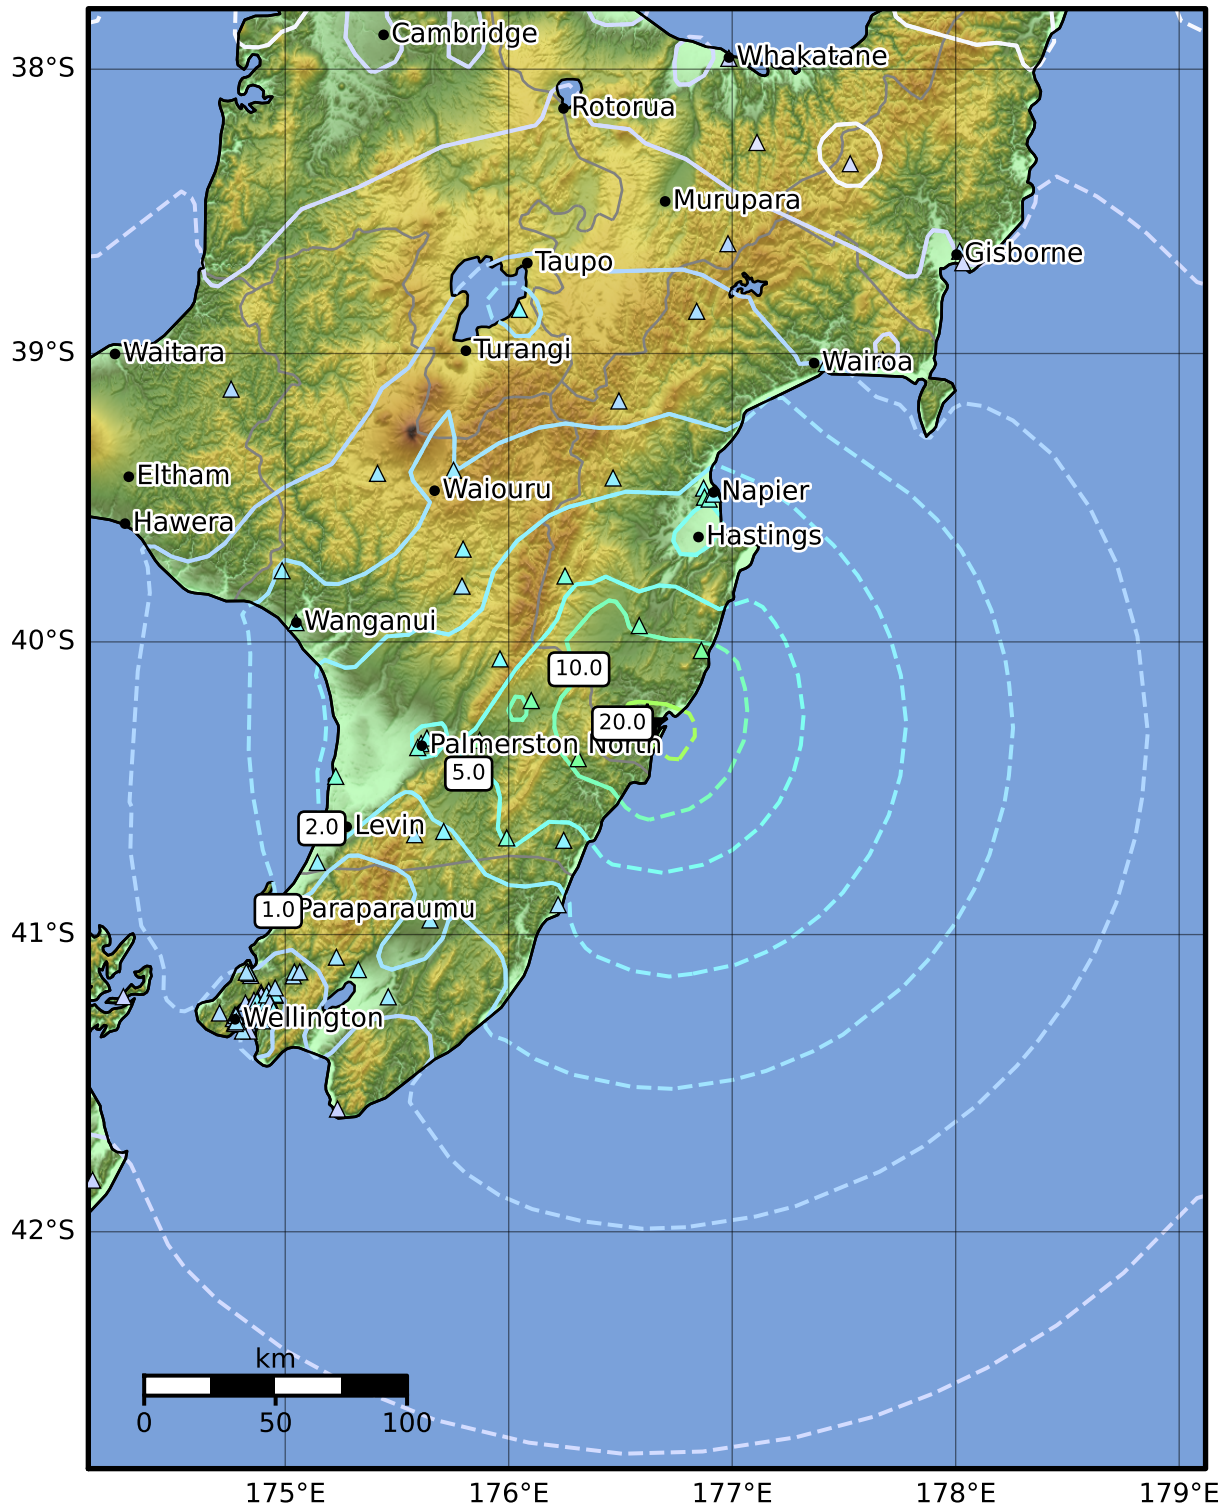 Cambridge
Whakatane
38°S
Rotorua
Murupara
Gisborne
Taupo
Turangi
Waitara
39°S
Wairoa
Eltham
Waiouru
Napier
Hawera
Hastings
Wanganui
40°S
10.0
20.0
Palmerston North
5.0
2.0
Levin
1.0
Paraparaumu
41°S
Wellington
42°S
km
0
50
100
175°E
176°E
177°E
178°E
179°E